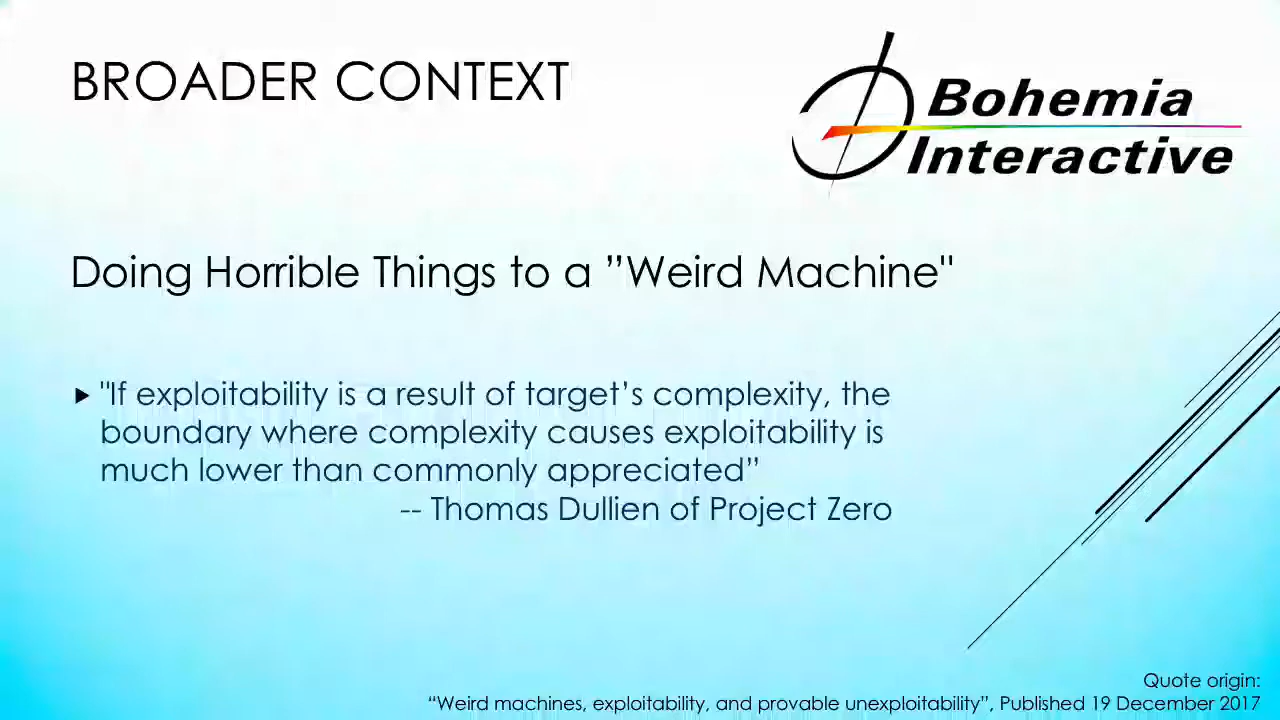 BROADER CONTEXT
Bohemia
Interactive
Doing Horrible Things to a ”Weird Machine"
"If exploitability is a result of target’s complexity, the
boundary where complexity causes exploitability is
much lower than commonly appreciated”
-- Thomas Dullien of Project Zero
Quote origin:
“Weird machines, exploitability, and provable unexploitability”, Published 19 December 2017